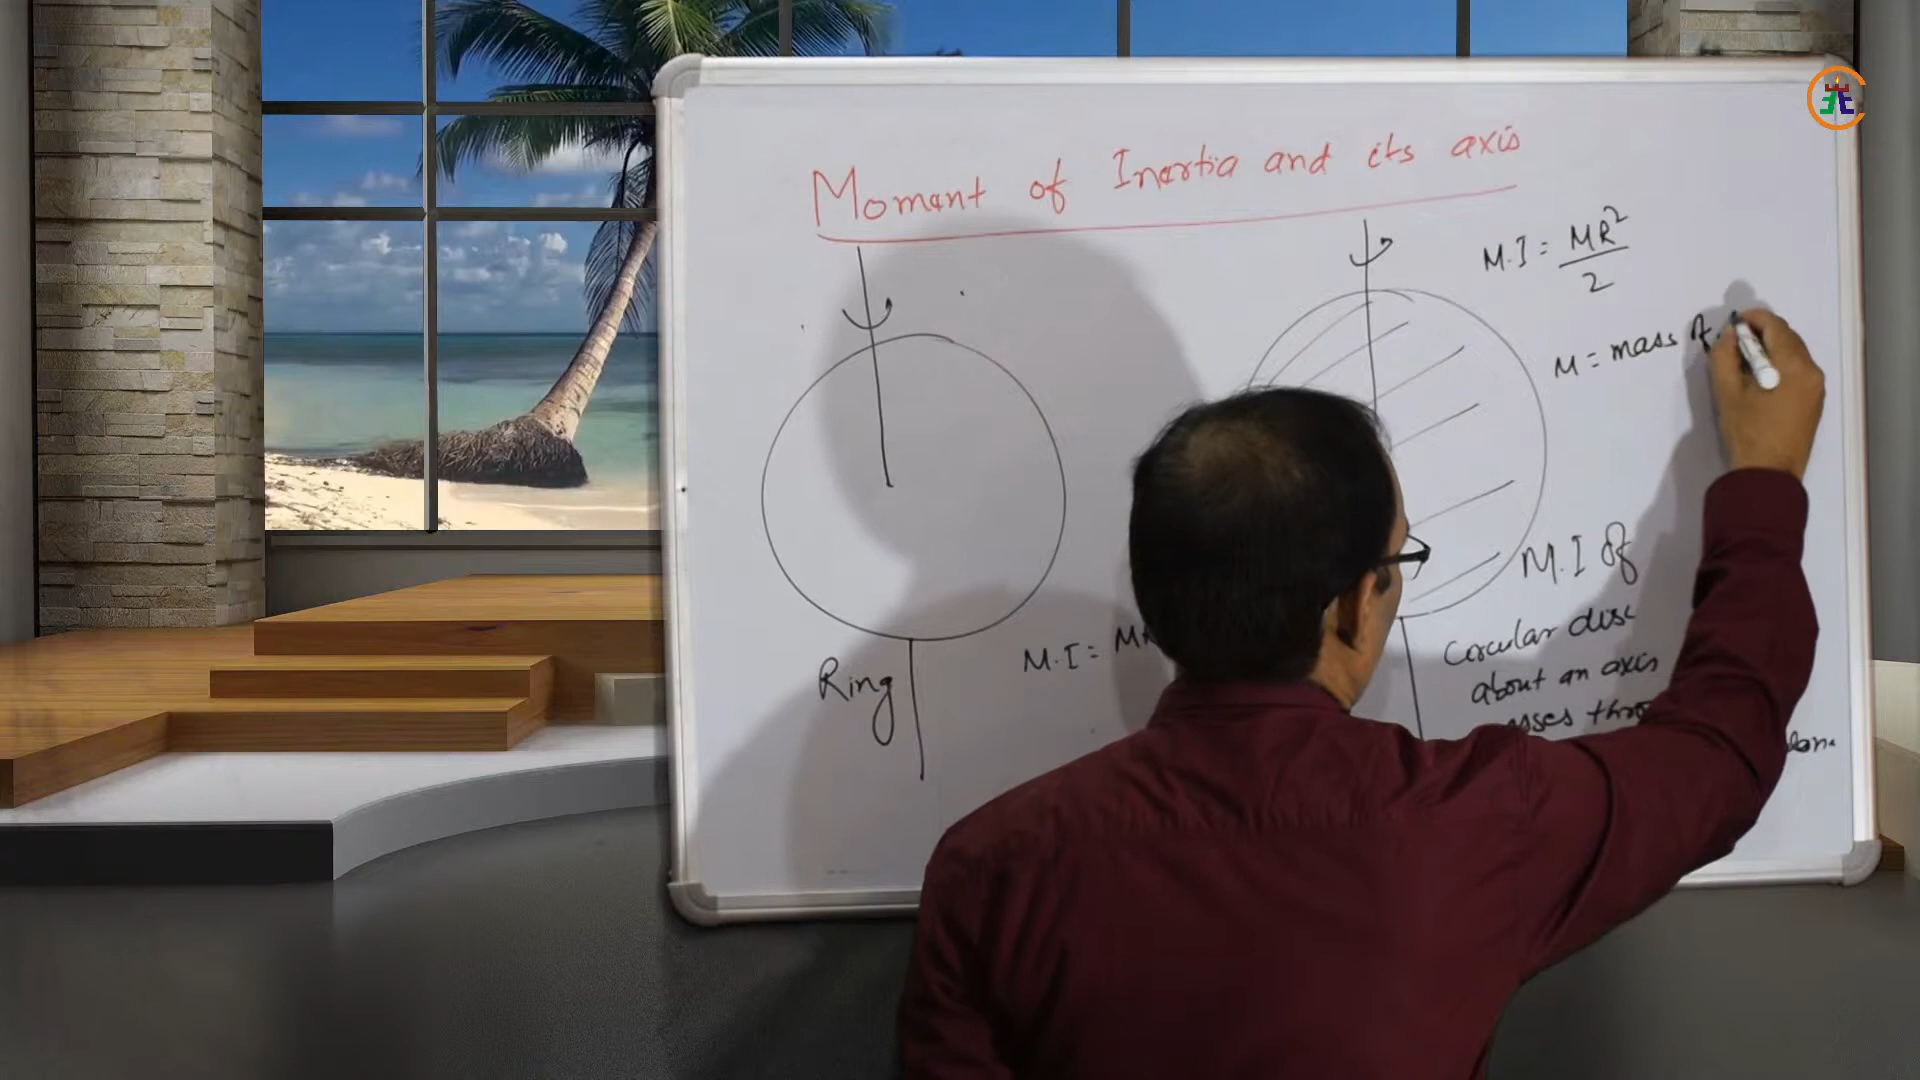 Moment of Inertia and its axis
M.I = MR²
2
M = mass of
Ring
M.I =
M.I of
Circular disc
about an axis